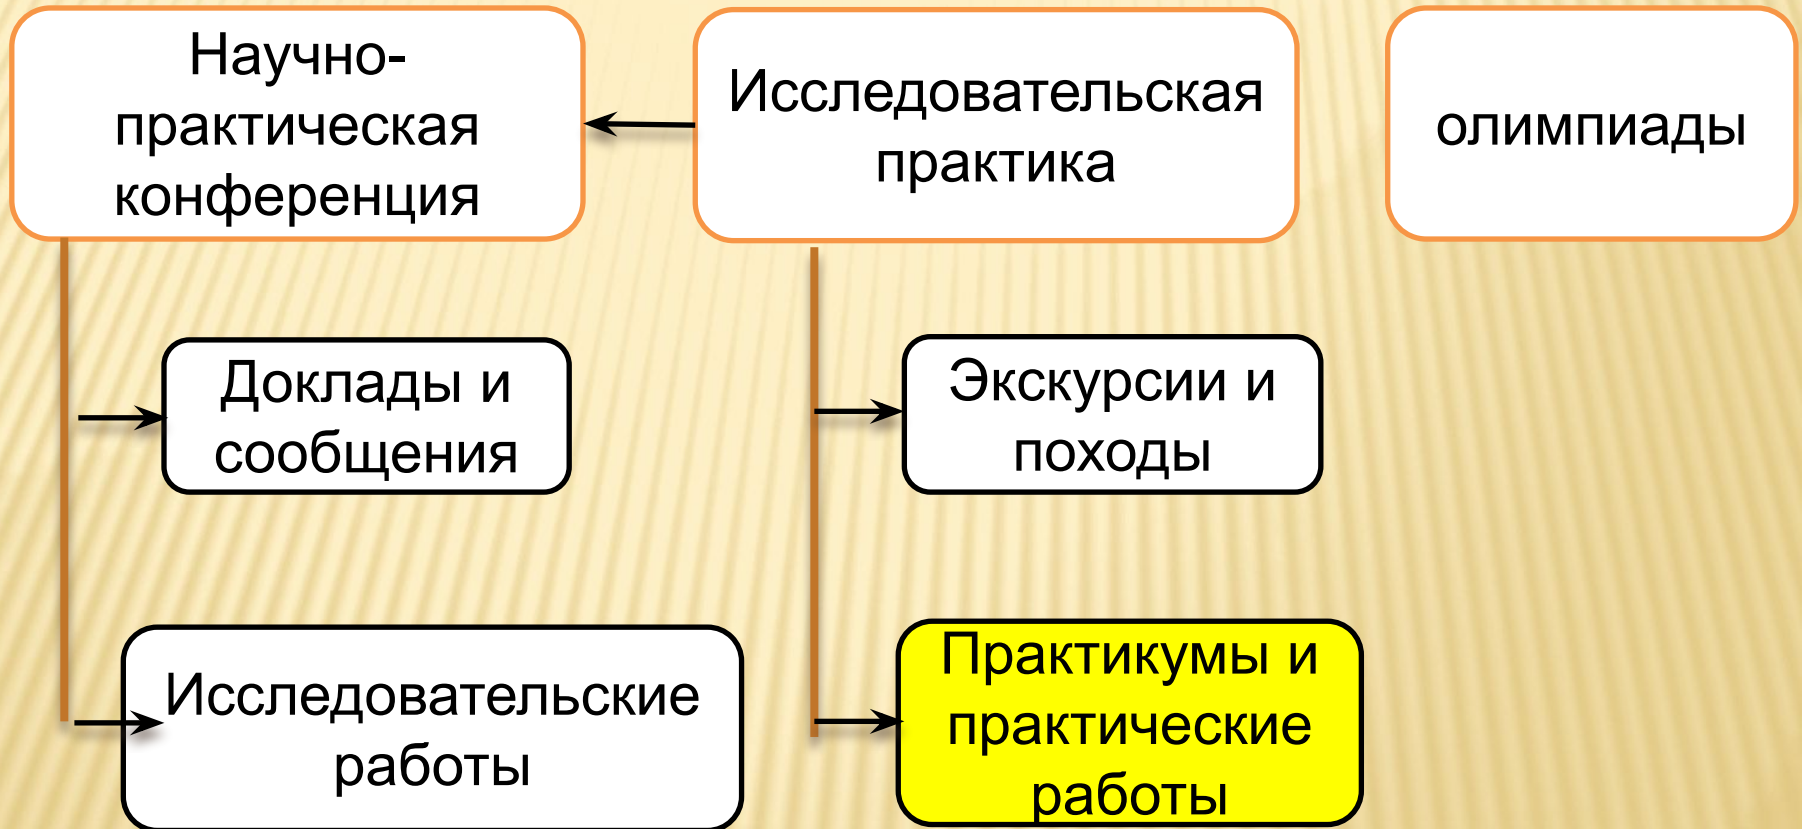 Научно-
практическая
конференция
Исследовательская
практика
олимпиады
Доклады и
сообщения
Экскурсии и
походы
Исследовательские
работы
Практикумы и
практические
работы